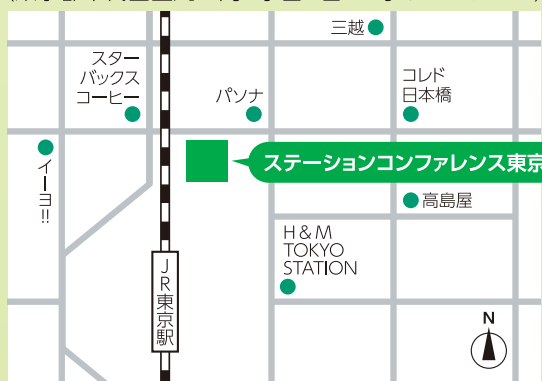 三越
スター
バックス
コーヒー
パソナ
コレド
日本橋
イーヨ!!
ステーションコンファレンス東京
高島屋
H&M
TOKYO
STATION
JR東京駅
N